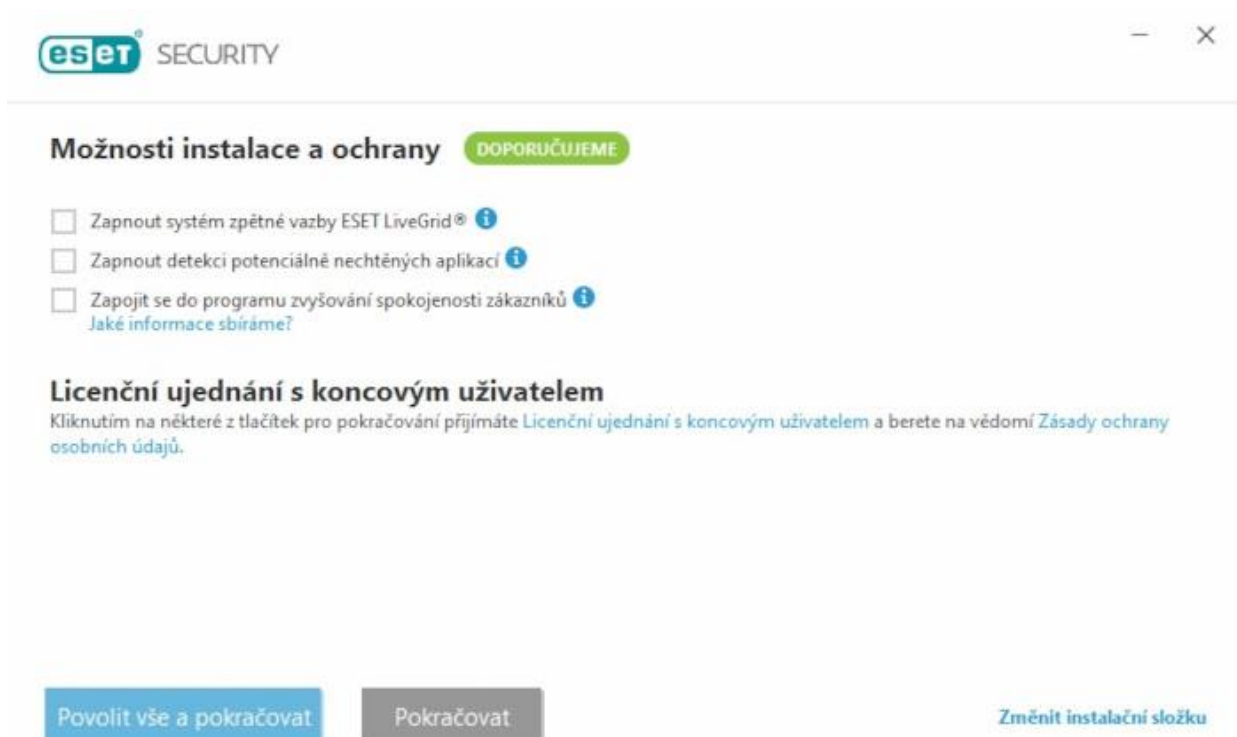 eset SECURITY
Možnosti instalace a ochrany DOPORUČUJEME
Zapnout systém zpětné vazby ESET LiveGrid®
Zapnout detekci potenciálně nechtěných aplikací
Zapojit se do programu zvyšování spokojenosti zákazníků
Jaké informace sbíráme?
Licenční ujednání s koncovým uživatelem
Kliknutím na některé z tlačítek pro pokračování přijímáte Licenční ujednání s koncovým uživatelem a berete na vědomí Zásady ochrany
osobních údajů.
Povolit vše a pokračovat Pokračovat Změnit instalační složku